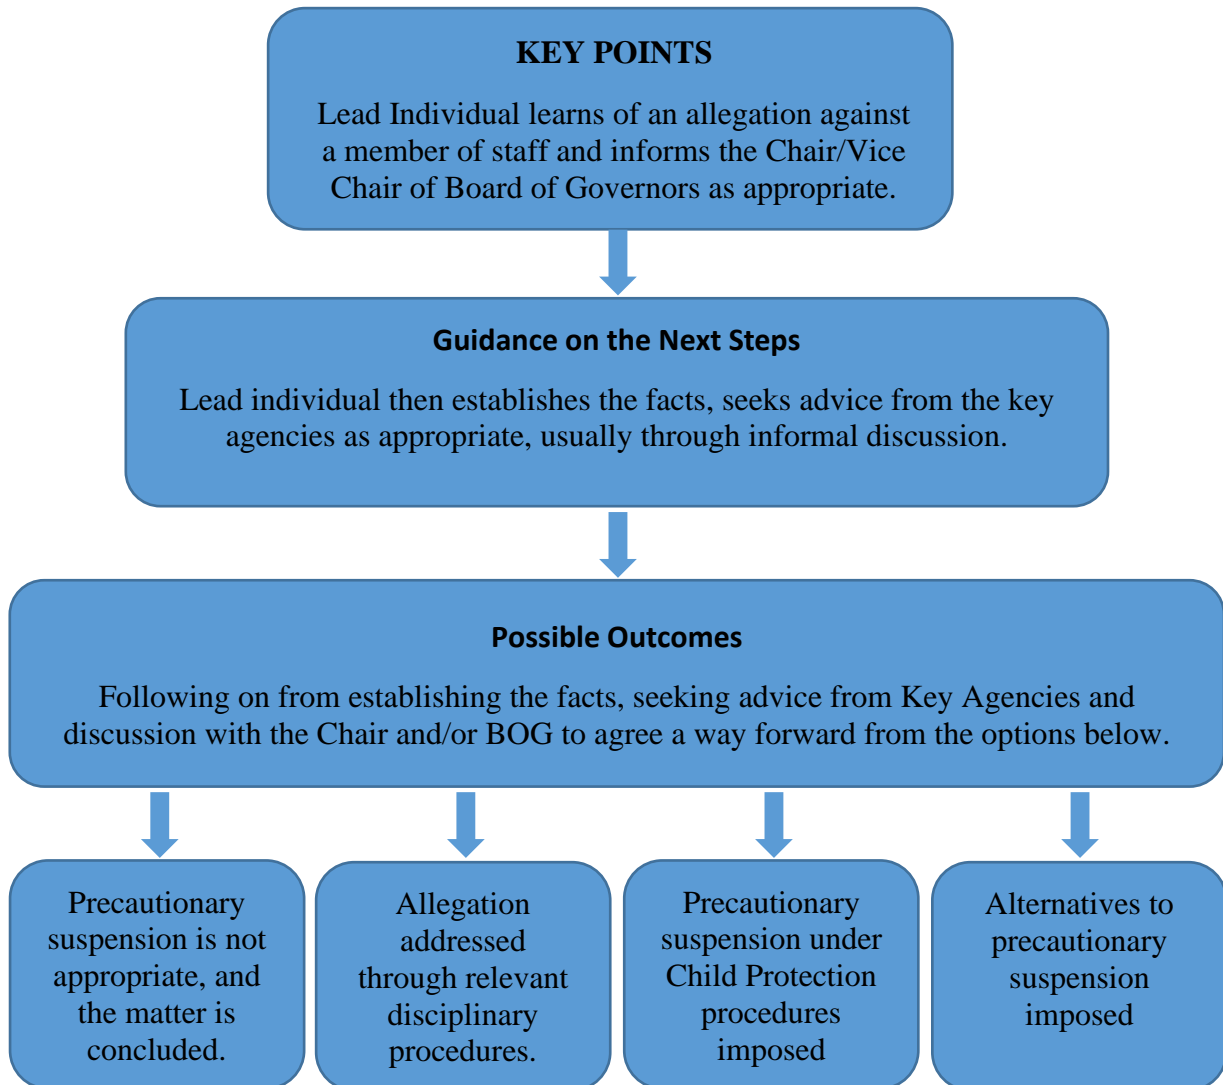 KEY POINTS
Lead Individual learns of an allegation against
a member of staff and informs the Chair/Vice
Chair of Board of Governors as appropriate.
Guidance on the Next Steps
Lead individual then establishes the facts, seeks advice from the key
agencies as appropriate, usually through informal discussion.
Possible Outcomes
Following on from establishing the facts, seeking advice from Key Agencies and
discussion with the Chair and/or BOG to agree a way forward from the options below.
Precautionary
suspension is not
appropriate, and
the matter is
concluded.
Allegation
addressed
through relevant
disciplinary
procedures.
Precautionary
suspension under
Child Protection
procedures
imposed
Alternatives to
precautionary
suspension
imposed